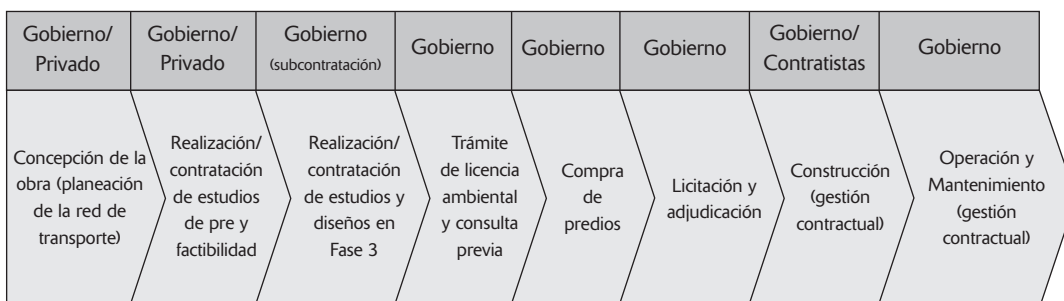 Gobierno/
Privado
Gobierno/
Privado
Gobierno
(subcontratación)
Gobierno
Gobierno
Gobierno
Gobierno/
Contratistas
Gobierno
Concepción de la
obra (planeación
de la red de
transporte)
Realización/
contratación
de estudios
de pre y
factibilidad
Realización/
contratación
de estudios y
diseños en
Fase 3
Trámite
de licencia
ambiental
y consulta
previa
Compra
de
predios
Licitación y
adjudicación
Construcción
(gestión
contractual)
Operación y
Mantenimiento
(gestión
contractual)